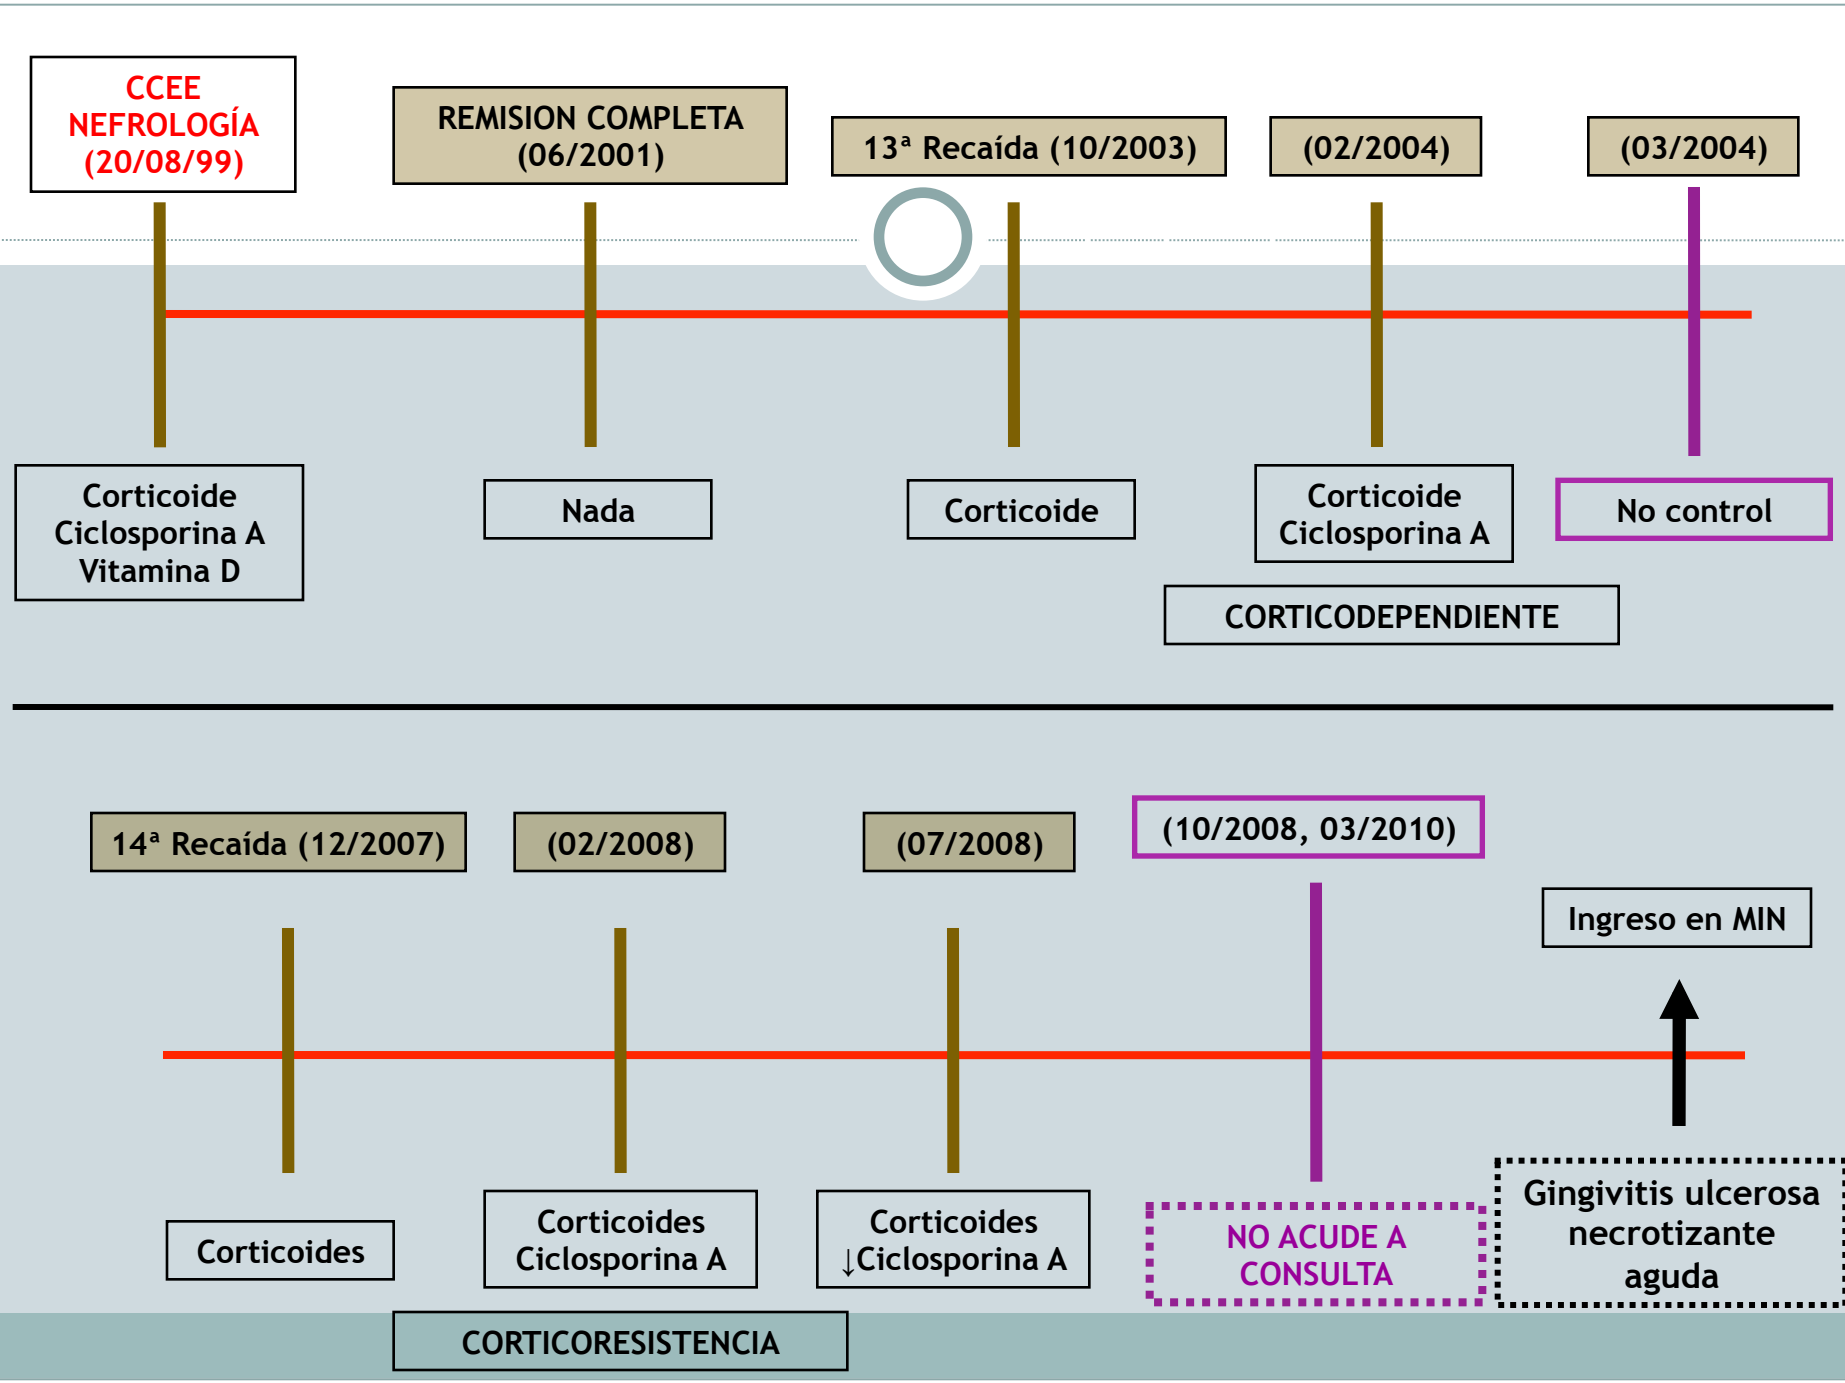 CCEE
NEFROLOGÍA
(20/08/99)
REMISION COMPLETA
(06/2001)
13ª Recaída (10/2003)
(02/2004)
(03/2004)
Corticoide
Ciclosporina A
Vitamina D
Nada
Corticoide
Corticoide
Ciclosporina A
No control
CORTICODEPENDIENTE
14ª Recaída (12/2007)
(02/2008)
(07/2008)
(10/2008, 03/2010)
Ingreso en MIN
Corticoides
Corticoides
Ciclosporina A
Corticoides
↓Ciclosporina A
NO ACUDE A
CONSULTA
Gingivitis ulcerosa
necrotizante
aguda
CORTICORESISTENCIA